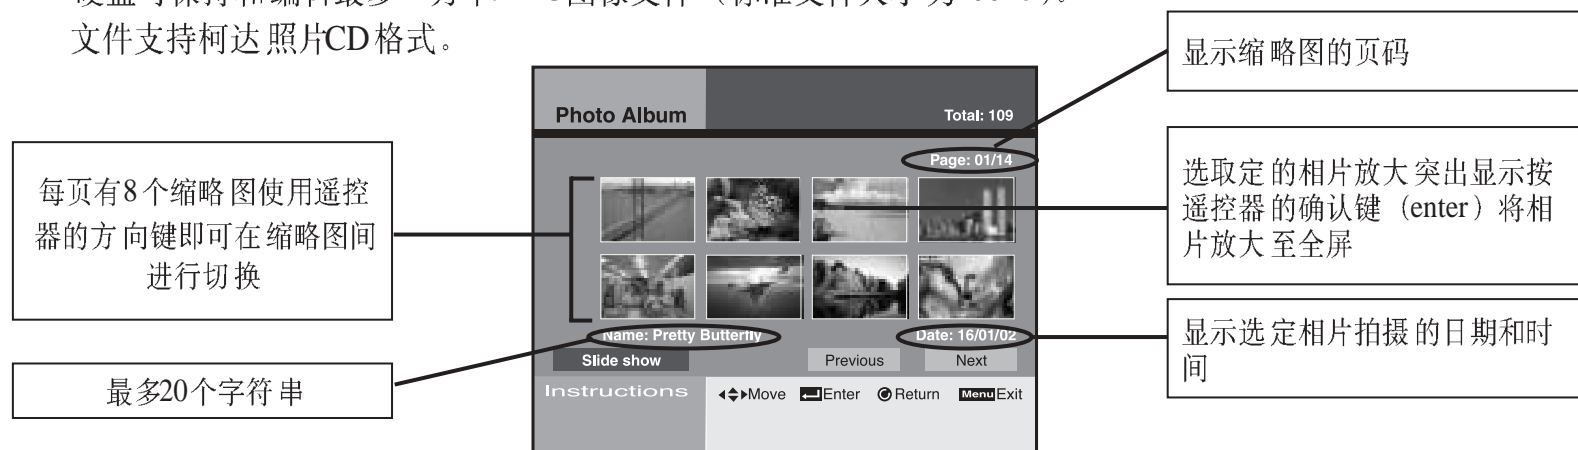 文件支持柯达照片CD格式。
显示缩略图的页码
Photo Album
Total: 109
Page: 01/14
每页有8个缩略图使用遥控
器的方向键即可在缩略图间
进行切换
选取定的相片放大突出显示按
遥控器的确认键（enter）将相
片放大至全屏
Name: Pretty Butterfly
Date: 16/01/02
显示选定相片拍摄的日期和时
间
最多20个字符串
Slide show
Previous
Next
Instructions
Move
Enter
Return
Menu Exit